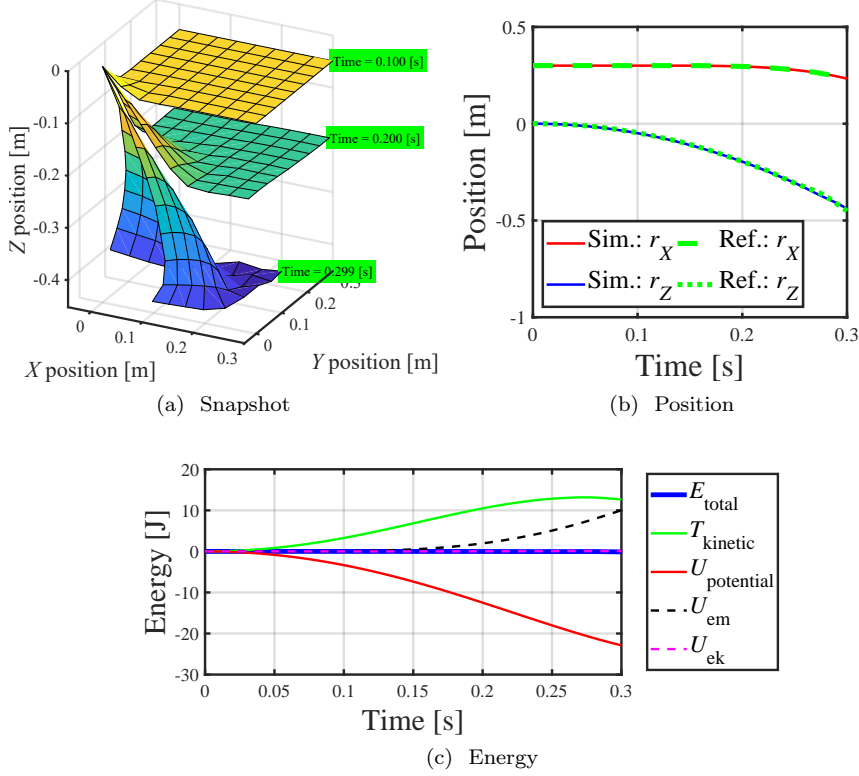 Time = 0.100 [s]
Time = 0.200 [s]
Time = 0.299 [s]
Z position [m]
0
-0.1
-0.2
-0.3
-0.4
0
0.1
0.2
0.3
X position [m]
0
0.1
0.2
0.3
Y position [m]
(a) Snapshot
Position [m]
0.5
0
-0.5
-1
Sim.: r_X Ref.: r_X
Sim.: r_Z Ref.: r_Z
0 0.1 0.2 0.3
Time [s]
(b) Position
Energy [J]
20
10
0
-10
-20
-30
0 0.05 0.1 0.15 0.2 0.25 0.3
Time [s]
E_total
T_kinetic
U_potential
U_em
U_ek
(c) Energy